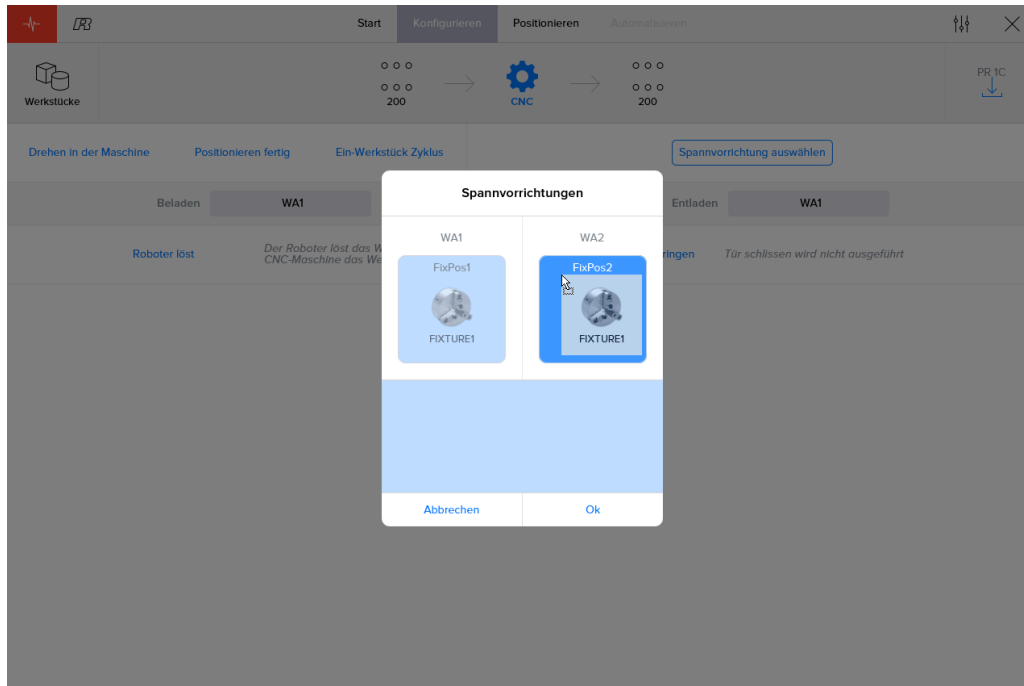 Start
Konfigurieren
Positionieren
Automatisieren
Werkstücke
200
CNC
200
PR 1C
Drehen in der Maschine
Positionieren fertig
Ein-Werkstück Zyklus
Spannvorrichtung auswählen
Spannvorrichtungen
Beladen
WA1
Entladen
WA1
WA1
WA2
Roboter löst
Der Roboter löst das W
CNC-Maschine das We
ringen
Tür schlissen wird nicht ausgeführt
FixPos1
FixPos2
FIXTURE1
FIXTURE1
Abbrechen
Ok